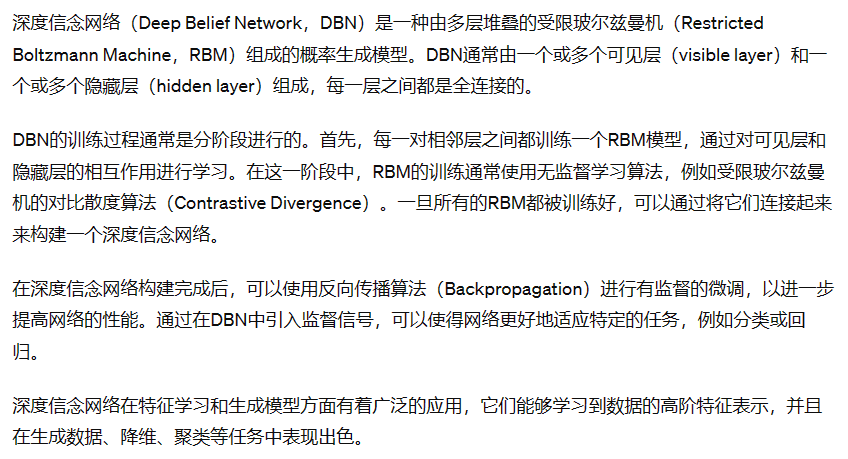 深度信念网络（Deep Belief Network，DBN）是一种由多层堆叠的受限玻尔兹曼机（Restricted
Boltzmann Machine，RBM）组成的概率生成模型。DBN通常由一个或多个可见层（visible layer）和一
个或多个隐藏层（hidden layer）组成，每一层之间都是全连接的。
DBN的训练过程通常是分阶段进行的。首先，每一对相邻层之间都训练一个RBM模型，通过对可见层和
隐藏层的相互作用进行学习。在这一阶段中，RBM的训练通常使用无监督学习算法，例如受限玻尔兹曼
机的对比散度算法（Contrastive Divergence）。一旦所有的RBM都被训练好，可以通过将它们连接起来
来构建一个深度信念网络。
在深度信念网络构建完成后，可以使用反向传播算法（Backpropagation）进行有监督的微调，以进一步
提高网络的性能。通过在DBN中引入监督信号，可以使得网络更好地适应特定的任务，例如分类或回
归。
深度信念网络在特征学习和生成模型方面有着广泛的应用，它们能够学习到数据的高阶特征表示，并且
在生成数据、降维、聚类等任务中表现出色。